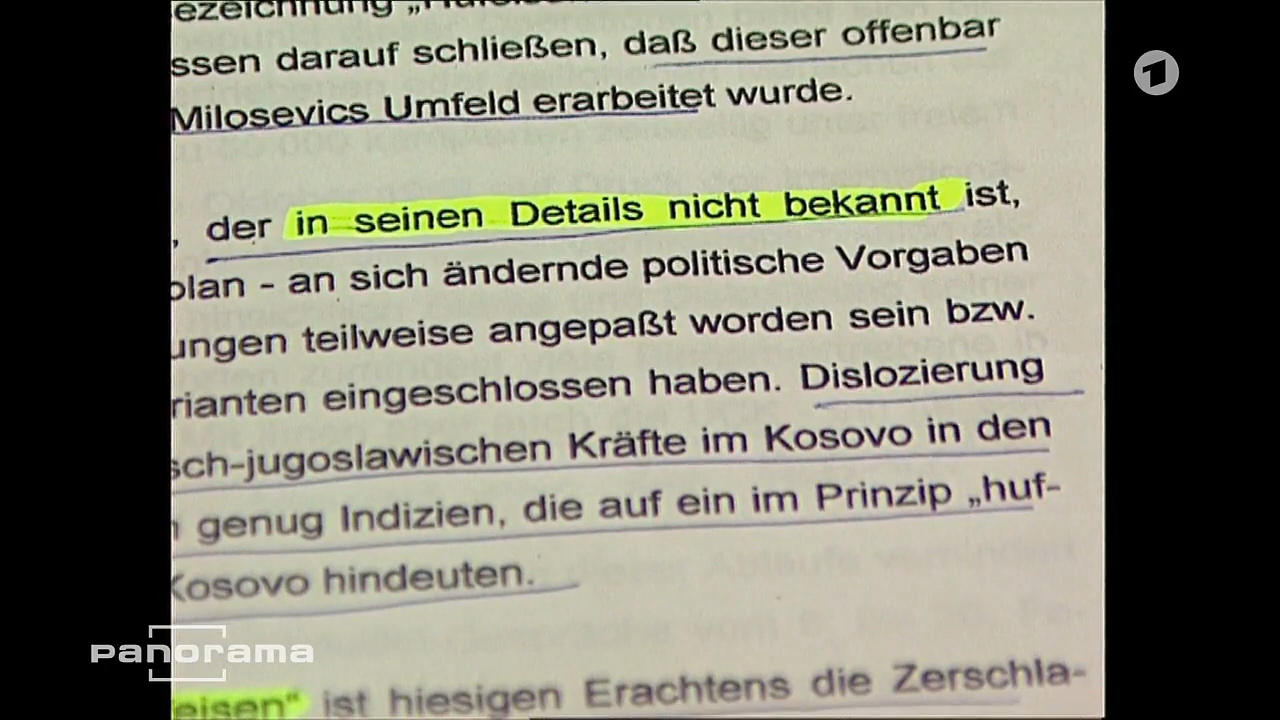 ezeichnung
ssen darauf schließen, daß dieser offenbar
Milosevics Umfeld erarbeitet wurde.
, der in seinen Details nicht bekannt ist,
plan - an sich ändernde politische Vorgaben
ungen teilweise angepaßt worden sein bzw.
rianten eingeschlossen haben. Dislozierung
sch-jugoslawischen Kräfte im Kosovo in den
n genug Indizien, die auf ein im Prinzip „huf-
Kosovo hindeuten.
eisen“ ist hiesigen Erachtens die Zerschla-
panorama
1